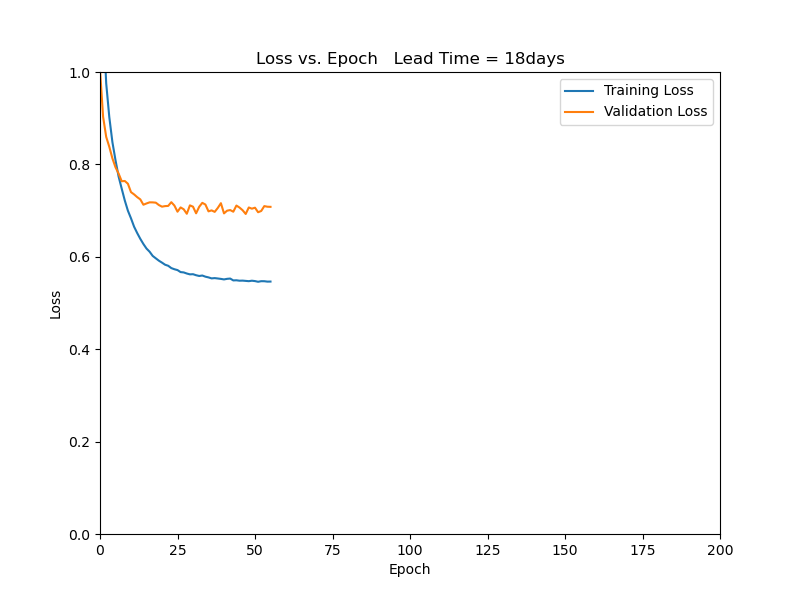 Loss vs. Epoch   Lead Time = 18days
Training Loss
Validation Loss
1.0
0.8
0.6
0.4
0.2
0.0
Loss
0 25 50 75 100 125 150 175 200
Epoch